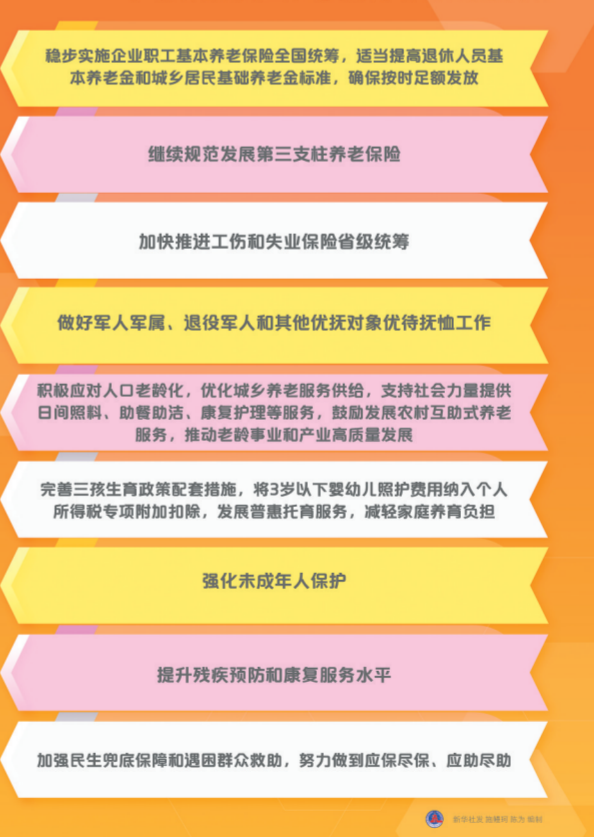 稳步实施企业职工基本养老保险全国统筹，适当提高退休人员基
本养老金和城乡居民基础养老金标准，确保按时足额发放
继续规范发展第三支柱养老保险
加快推进工伤和失业保险省级统筹
做好军人军属、退役军人和其他优抚对象优待抚恤工作
积极应对人口老龄化，优化城乡养老服务供给，支持社会力量提供
日间照料、助餐助洁、康复护理等服务，鼓励发展农村互助式养老
服务，推动老龄事业和产业高质量发展
完善三孩生育政策配套措施，将3岁以下婴幼儿照护费用纳入个人
所得税专项附加扣除，发展普惠托育服务，减轻家庭养育负担
强化未成年人保护
提升残疾预防和康复服务水平
加强民生兜底保障和遇困群众救助，努力做到应保尽保、应助尽助
新华社发